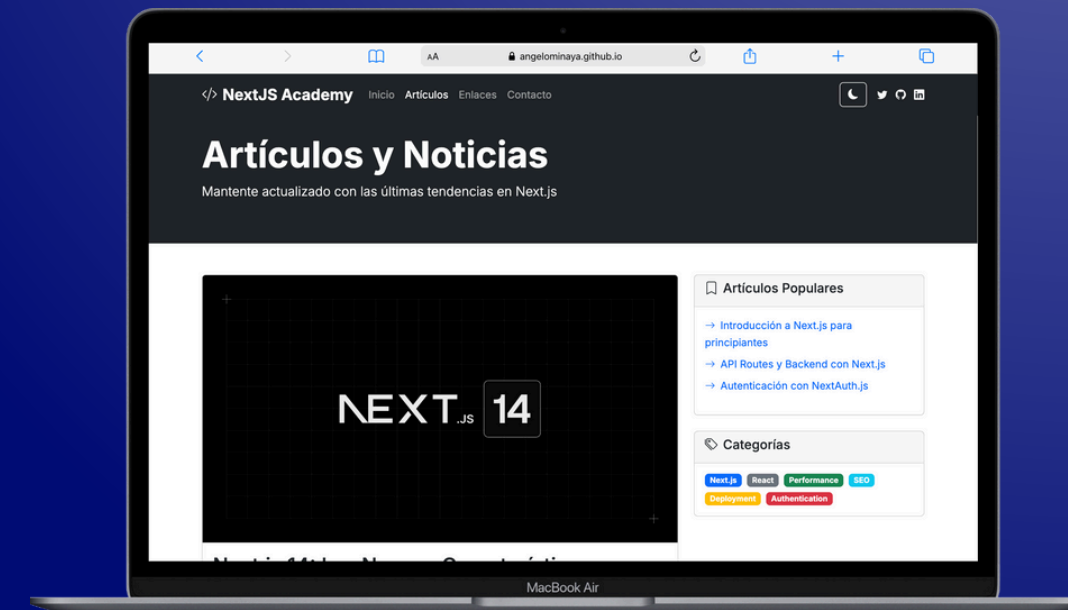 AA angelominaya.github.io
</> NextJS Academy Inicio Artículos Enlaces Contacto
Artículos y Noticias
Mantente actualizado con las últimas tendencias en Next.js
NEXT.JS 14
Artículos Populares
→ Introducción a Next.js para
principiantes
→ API Routes y Backend con Next.js
→ Autenticación con NextAuth.js
Categorías
Next.js React Performance SEO
Deployment Authentication
MacBook Air